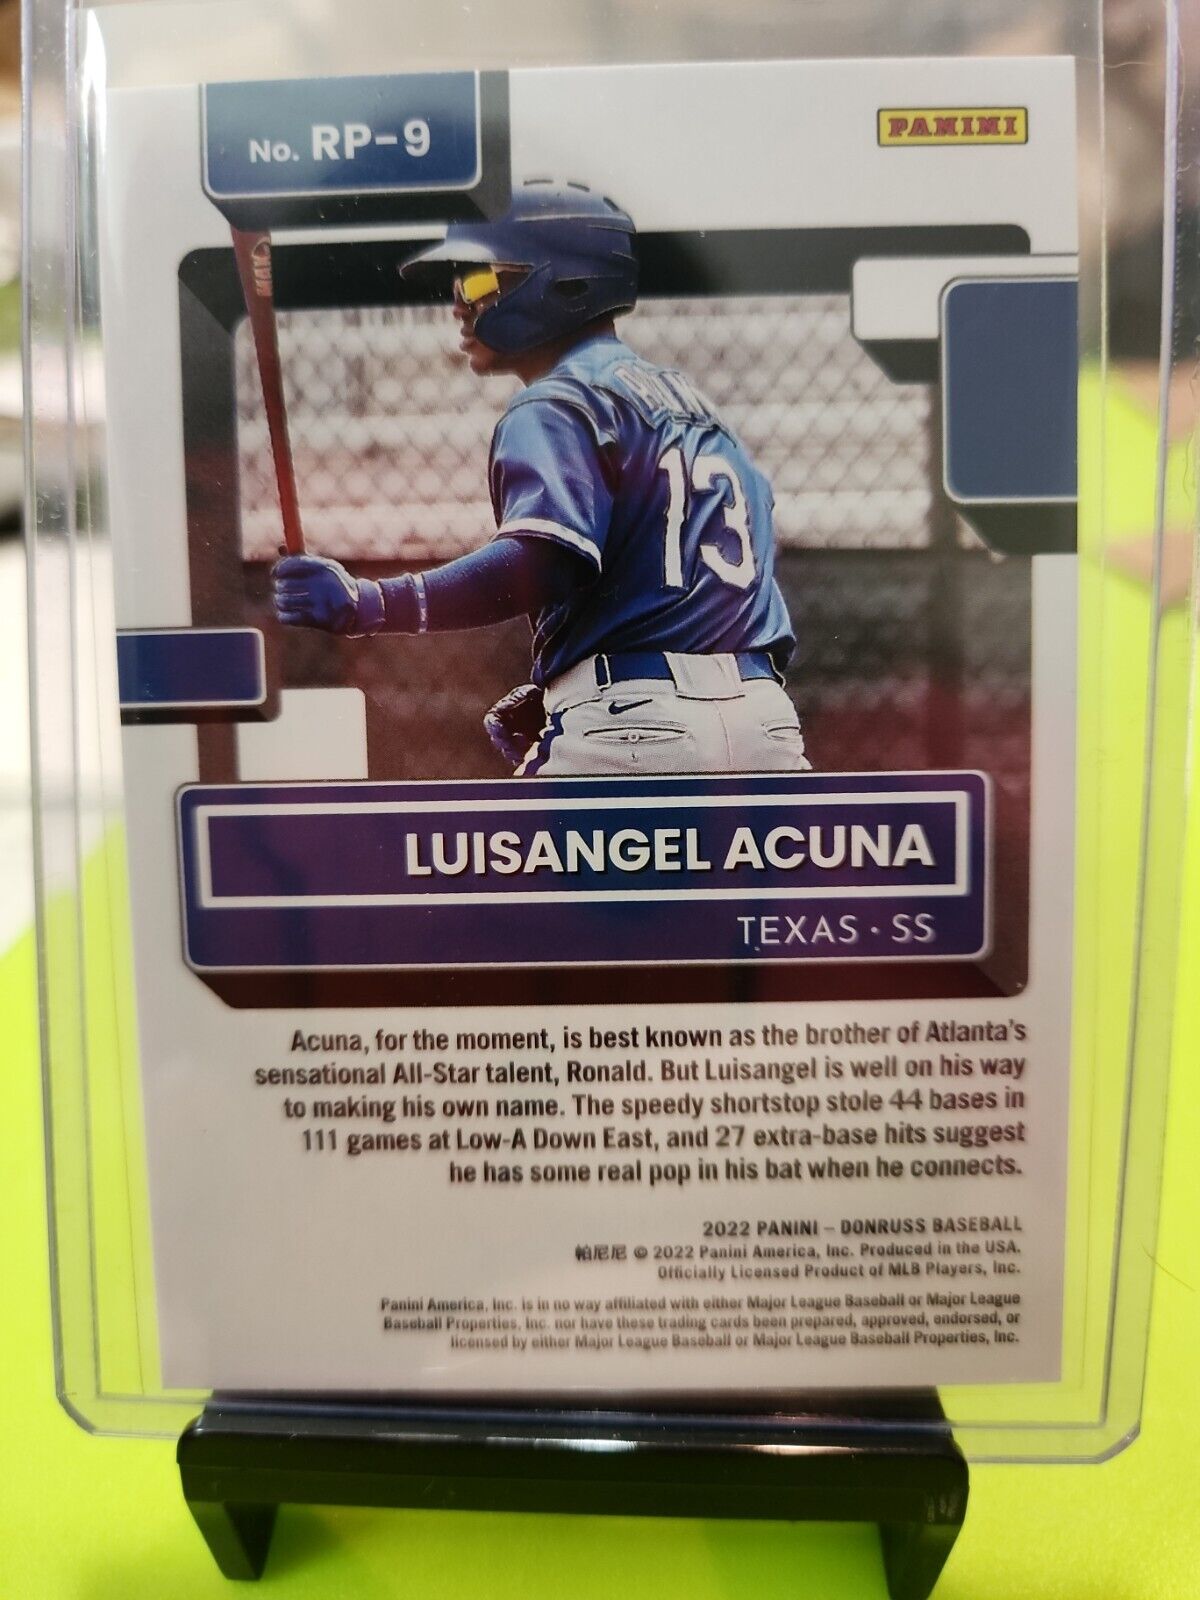 No. RP-9
PANINI
MAX
13
LUISANGEL ACUNA
TEXAS · SS
Acuna, for the moment, is best known as the brother of Atlanta's
sensational All-Star talent, Ronald. But Luisangel is well on his way
to making his own name. The speedy shortstop stole 44 bases in
111 games at Low-A Down East, and 27 extra-base hits suggest
he has some real pop in his bat when he connects.
2022 PANINI – DONRUSS BASEBALL
帕尼尼 © 2022 Panini America, Inc. Produced in the USA.
Officially Licensed Product of MLB Players, Inc.
Panini America, Inc. is in no way affiliated with either Major League Baseball or Major League
Baseball Properties, Inc. nor have these trading cards been prepared, approved, endorsed, or
licensed by either Major League Baseball or Major League Baseball Properties, Inc.